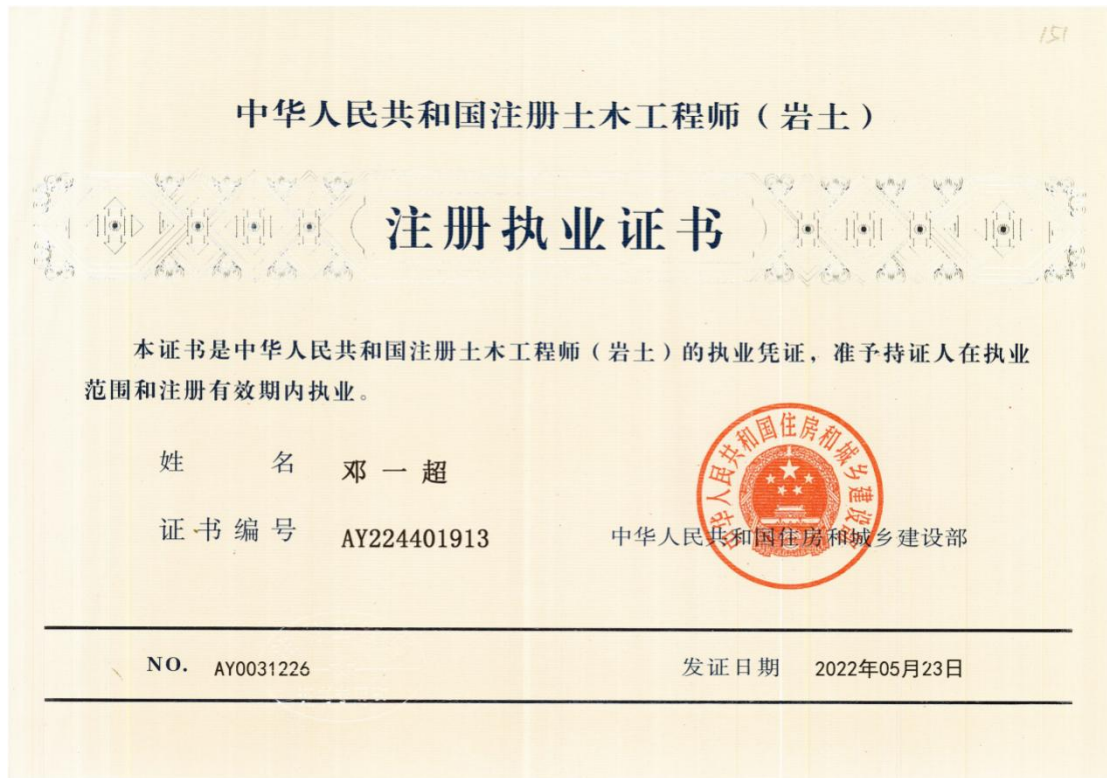 151
中华人民共和国注册土木工程师（岩土）
注册执业证书
本证书是中华人民共和国注册土木工程师（岩土）的执业凭证，准予持证人在执业
范围和注册有效期内执业。
姓 名 邓一超
证书编号 AY224401913
中华人民共和国住房和城乡建设部
中华人民共和国住房和城乡建设部
NO. AY0031226 发证日期 2022年05月23日